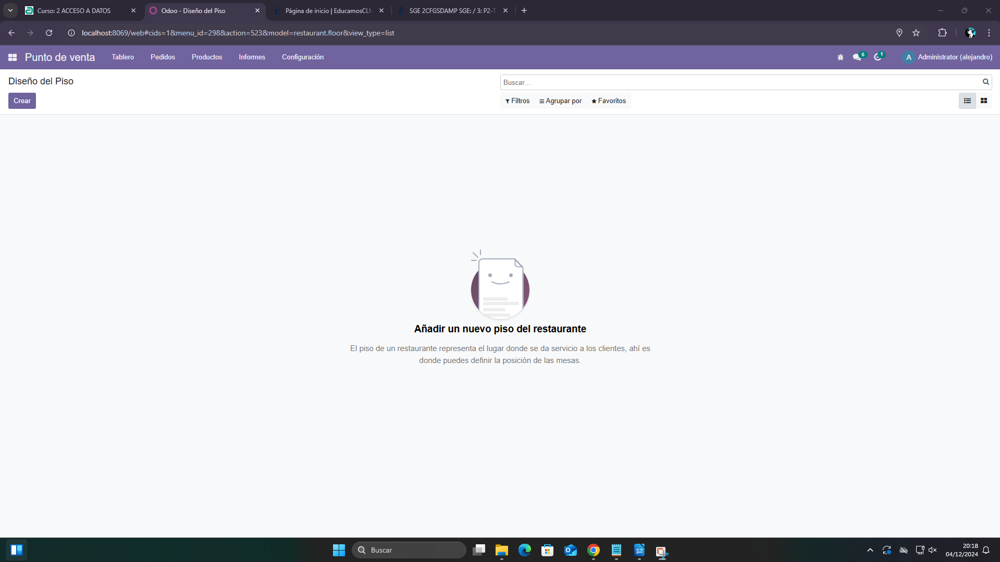 Curso: 2 ACCESO A DATOS
Odoo - Diseño del Piso
Página de inicio | EducamosCLM
SGE 2CFGSDAMP SGE: / 3: P2-T
localhost:8069/web#cids=1&menu_id=298&action=523&model=restaurant.floor&view_type=list
Punto de venta
Tablero
Pedidos
Productos
Informes
Configuración
6
1
A
Administrator (alejandro)
Diseño del Piso
Buscar...
Crear
Filtros
Agrupar por
Favoritos
Añadir un nuevo piso del restaurante
El piso de un restaurante representa el lugar donde se da servicio a los clientes, ahí es
donde puedes definir la posición de las mesas.
Buscar
20:18
04/12/2024